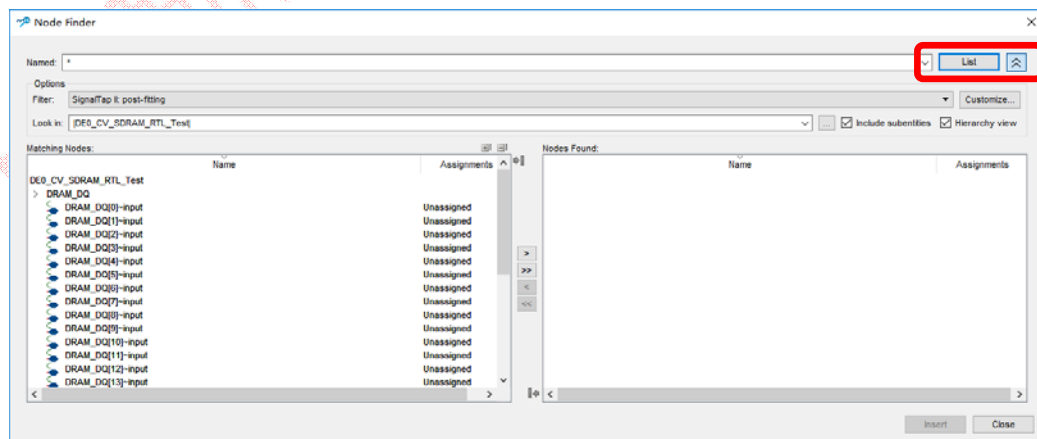 Node Finder
Named: *
List
Options
Filter: SignalTap II: post-fitting
Customize...
Look in: |DE0_CV_SDRAM_RTL_Test|
...
Include subentities
Hierarchy view
Matching Nodes:
Name Assignments
DE0_CV_SDRAM_RTL_Test
> DRAM_DQ
DRAM_DQ[0]~input Unassigned
DRAM_DQ[1]~input Unassigned
DRAM_DQ[2]~input Unassigned
DRAM_DQ[3]~input Unassigned
DRAM_DQ[4]~input Unassigned
DRAM_DQ[5]~input Unassigned
DRAM_DQ[6]~input Unassigned
DRAM_DQ[7]~input Unassigned
DRAM_DQ[8]~input Unassigned
DRAM_DQ[9]~input Unassigned
DRAM_DQ[10]~input Unassigned
DRAM_DQ[11]~input Unassigned
DRAM_DQ[12]~input Unassigned
DRAM_DQ[13]~input Unassigned
>
>>
<
<<
Nodes Found:
Name Assignments
Insert
Close